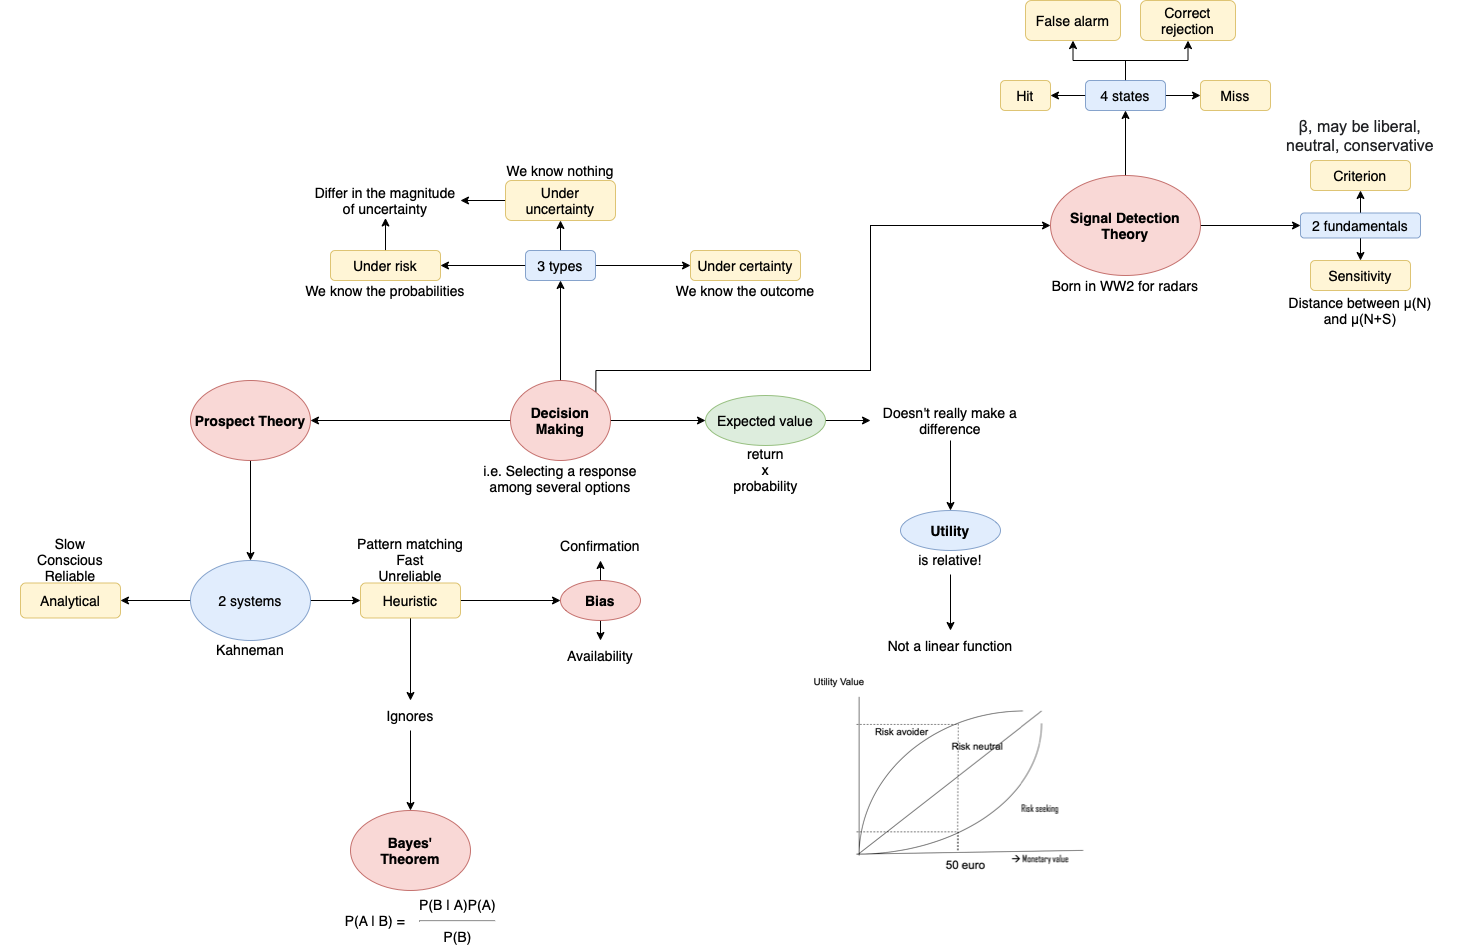 False alarm
Correct
rejection
Hit
4 states
Miss
β, may be liberal,
neutral, conservative
Criterion
Signal Detection
Theory
2 fundamentals
Sensitivity
Born in WW2 for radars
Distance between μ(N)
and μ(N+S)
We know nothing
Under
uncertainty
Differ in the magnitude
of uncertainty
Under risk
3 types
Under certainty
We know the probabilities
We know the outcome
Prospect Theory
Decision
Making
i.e. Selecting a response
among several options
Expected value
return
x
probability
Doesn't really make a
difference
Utility
is relative!
Not a linear function
Slow
Conscious
Reliable
Analytical
2 systems
Kahneman
Pattern matching
Fast
Unreliable
Heuristic
Confirmation
Bias
Availability
Ignores
Bayes'
Theorem
P(A | B) =
P(B | A)P(A)
P(B)
Utility Value
Risk avoider
Risk neutral
Risk seeking
50 euro
→ Monetary value